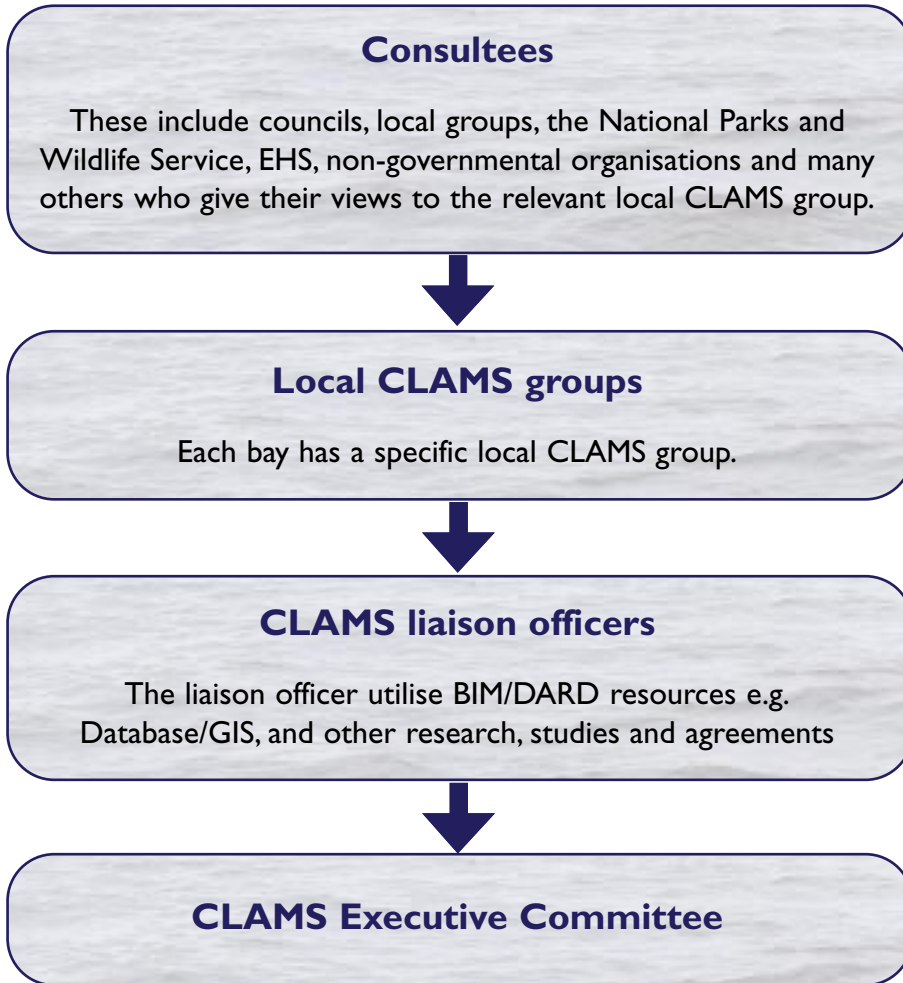 Consultees
These include councils, local groups, the National Parks and
Wildlife Service, EHS, non-governmental organisations and many
others who give their views to the relevant local CLAMS group.
Local CLAMS groups
Each bay has a specific local CLAMS group.
CLAMS liaison officers
The liaison officer utilise BIM/DARD resources e.g.
Database/GIS, and other research, studies and agreements
CLAMS Executive Committee